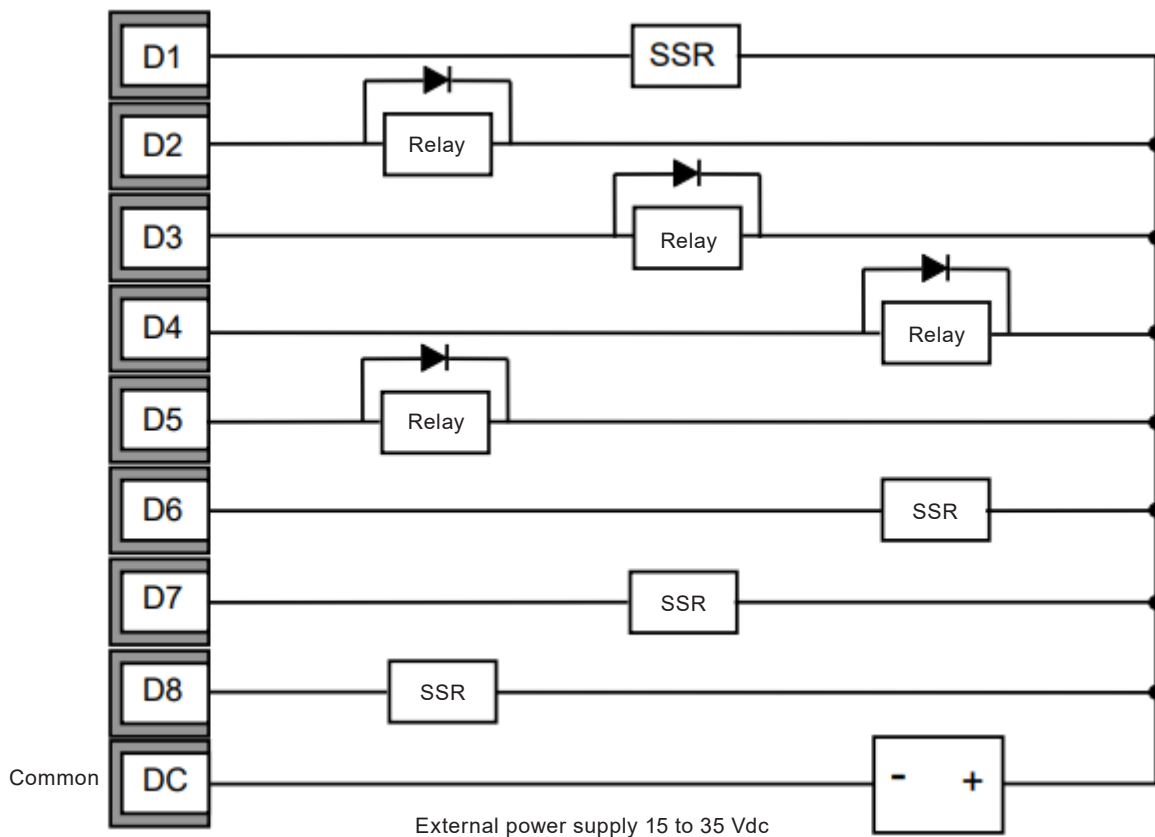 D1 SSR
D2 Relay
D3 Relay
D4 Relay
D5 Relay
D6 SSR
D7 SSR
D8 SSR
Common DC - +
External power supply 15 to 35 Vdc